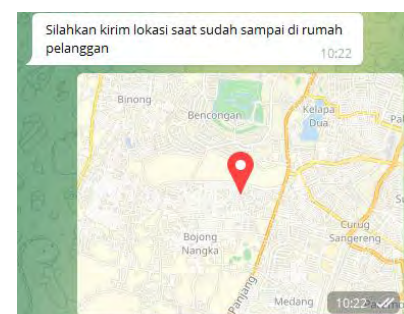 Silahkan kirim lokasi saat sudah sampai di rumah
pelanggan
10:22
Binong
Bencongan
Kelapa
Dua
Bojong
Nangka
Curug
Sangereng
Panjang
Medang
10:22